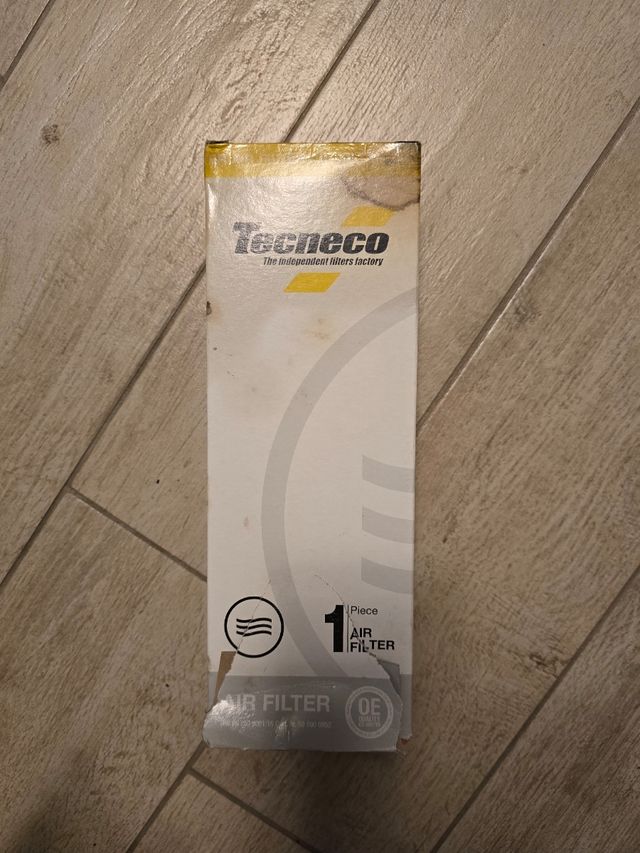 Tecneco
The independent filters factory
1
Piece
AIR
FILTER
AIR FILTER
OE